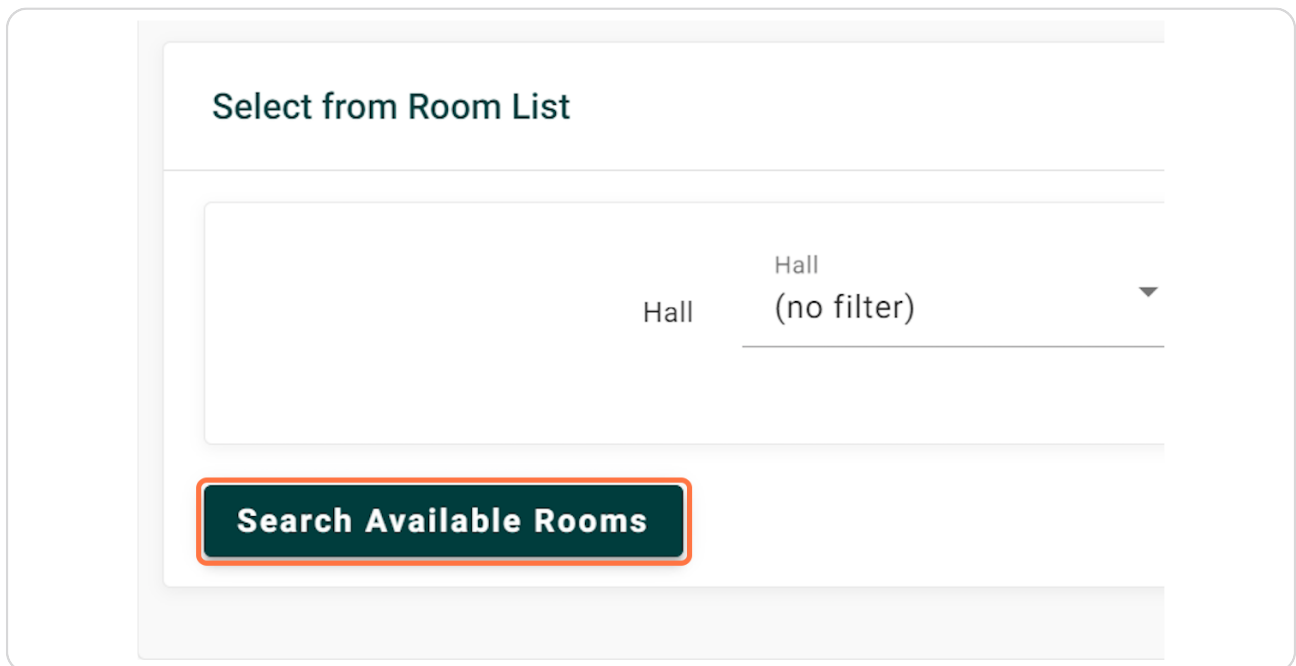 Select from Room List
Hall
Hall
(no filter)
Search Available Rooms